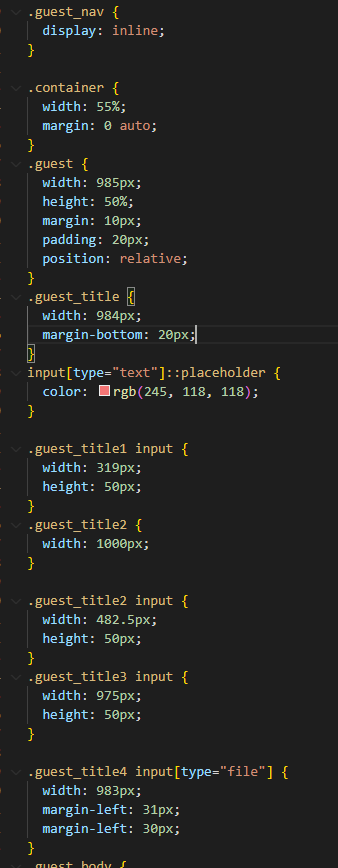 .guest_nav {
display: inline;
}
.container {
width: 55%;
margin: 0 auto;
}
.guest {
width: 985px;
height: 50%;
margin: 10px;
padding: 20px;
position: relative;
}
.guest_title {
width: 984px;
margin-bottom: 20px;
}
input[type="text"]::placeholder {
color: rgb(245, 118, 118);
}
.guest_title1 input {
width: 319px;
height: 50px;
}
.guest_title2 {
width: 1000px;
}
.guest_title2 input {
width: 482.5px;
height: 50px;
}
.guest_title3 input {
width: 975px;
height: 50px;
}
.guest_title4 input[type="file"] {
width: 983px;
margin-left: 31px;
margin-left: 30px;
}
.guest_body {